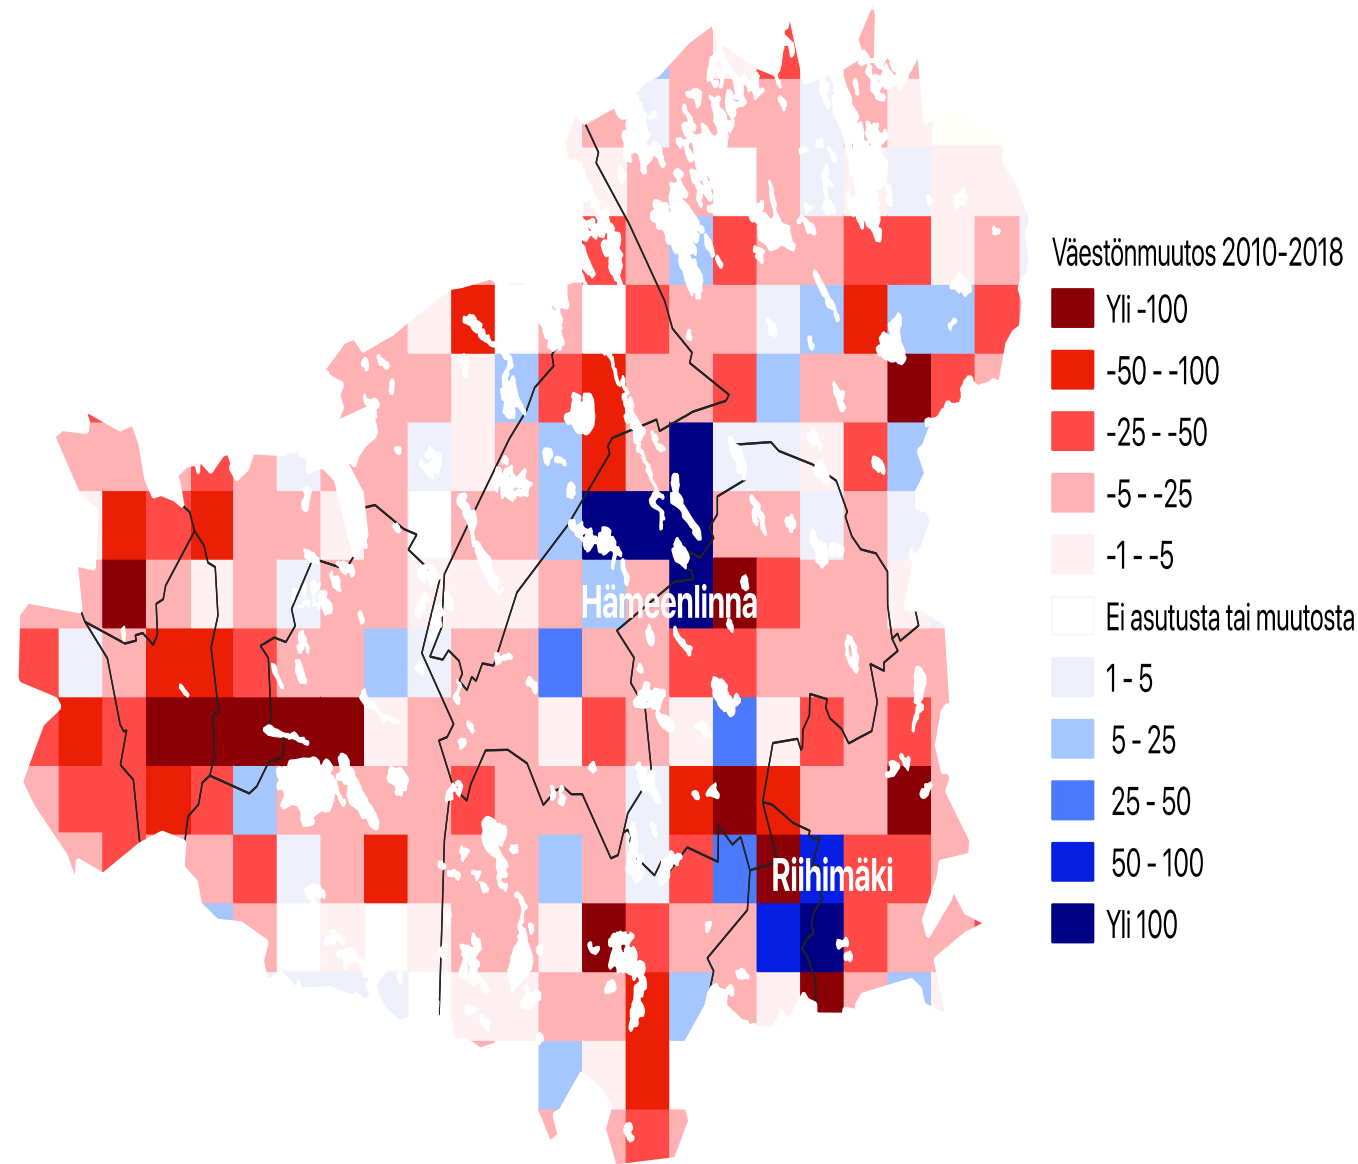 Väestönmuutos 2010-2018
Yli -100
-50 - -100
-25 - -50
-5 - -25
-1 - -5
Ei asutusta tai muutosta
1 - 5
5 - 25
25 - 50
50 - 100
Yli 100
Hämeenlinna
Riihimäki